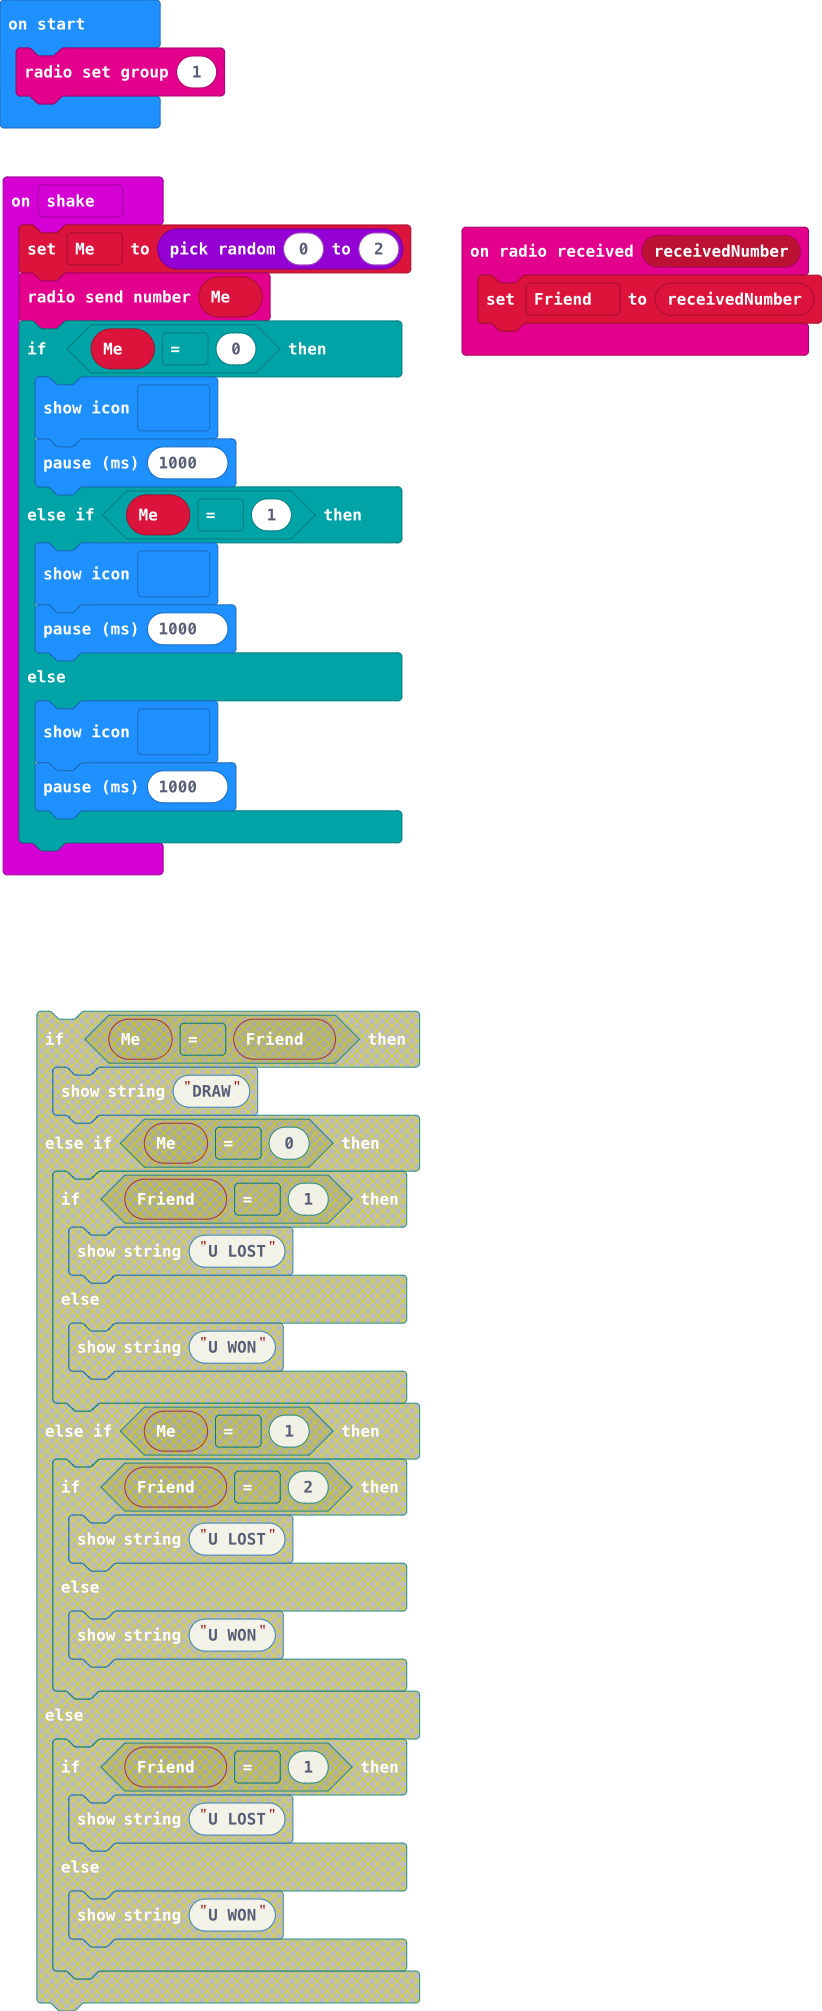 on start
radio set group 1
on shake
set Me to pick random 0 to 2
radio send number Me
if Me = 0 then
show icon
pause (ms) 1000
else if Me = 1 then
show icon
pause (ms) 1000
else
show icon
pause (ms) 1000
on radio received receivedNumber
set Friend to receivedNumber
if Me = Friend then
show string "DRAW"
else if Me = 0 then
if Friend = 1 then
show string "U LOST"
else
show string "U WON"
else if Me = 1 then
if Friend = 2 then
show string "U LOST"
else
show string "U WON"
else
if Friend = 1 then
show string "U LOST"
else
show string "U WON"